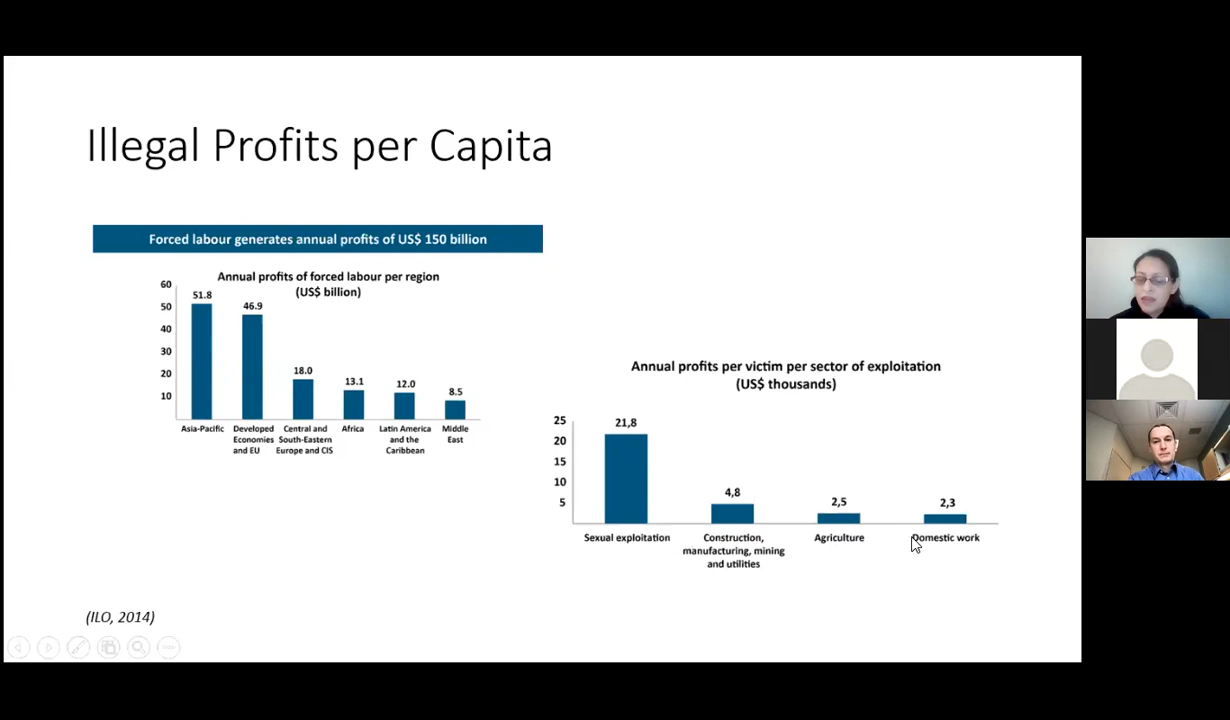 Illegal Profits per Capita
Forced labour generates annual profits of US$ 150 billion
Annual profits of forced labour per region
(US$ billion)
60
50
40
30
20
10
51.8
46.9
18.0
13.1
12.0
8.5
Asia-Pacific
Developed
Economies
and EU
Central and
South-Eastern
Europe and CIS
Africa
Latin America
and the
Caribbean
Middle
East
Annual profits per victim per sector of exploitation
(US$ thousands)
25
20
15
10
5
21,8
4,8
2,5
2,3
Sexual exploitation
Construction,
manufacturing, mining
and utilities
Agriculture
Domestic work
(ILO, 2014)